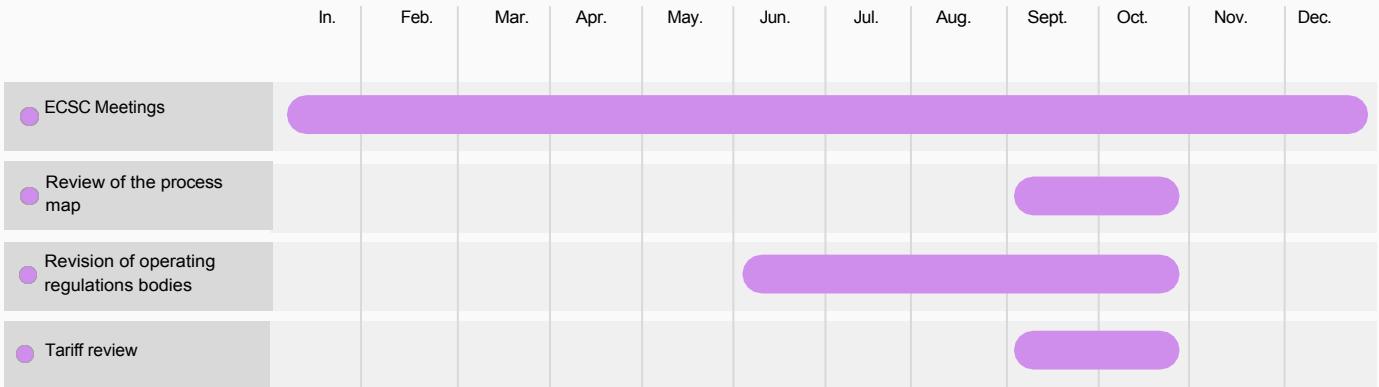 In. Feb. Mar. Apr. May. Jun. Jul. Aug. Sept. Oct. Nov. Dec.
ECSC Meetings
Review of the process
map
Revision of operating
regulations bodies
Tariff review